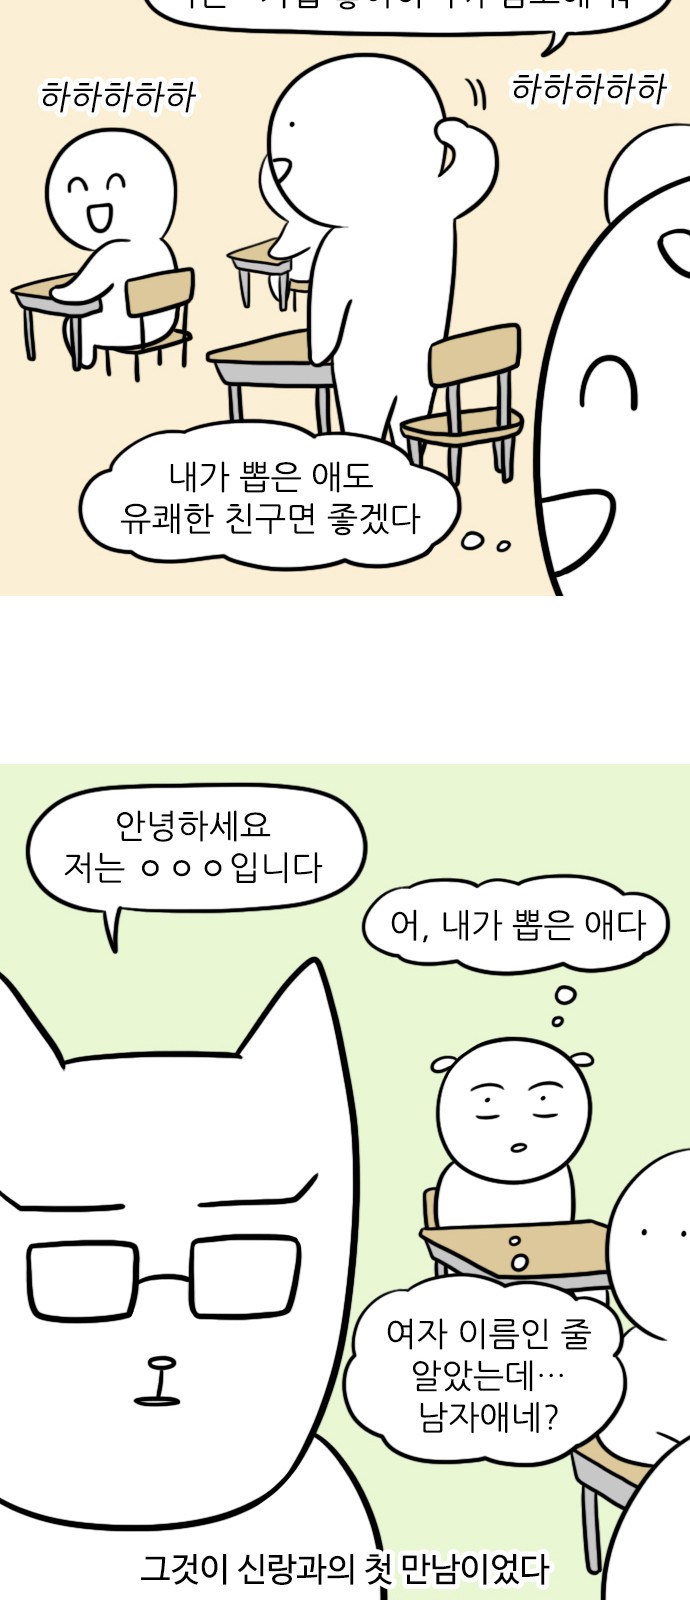 하하하하하
하하하하하
내가 뽑은 애도
유쾌한 친구면 좋겠다
안녕하세요
저는 ㅇㅇㅇ입니다
어, 내가 뽑은 애다
여자 이름인 줄
알았는데…
남자애네?
그것이 신랑과의 첫 만남이었다